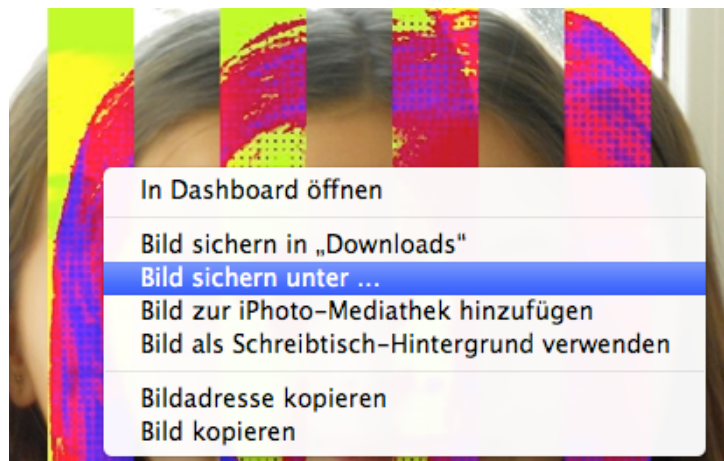 In Dashboard öffnen
Bild sichern in „Downloads“
Bild sichern unter ...
Bild zur iPhoto-Mediathek hinzufügen
Bild als Schreibtisch-Hintergrund verwenden
Bildadresse kopieren
Bild kopieren